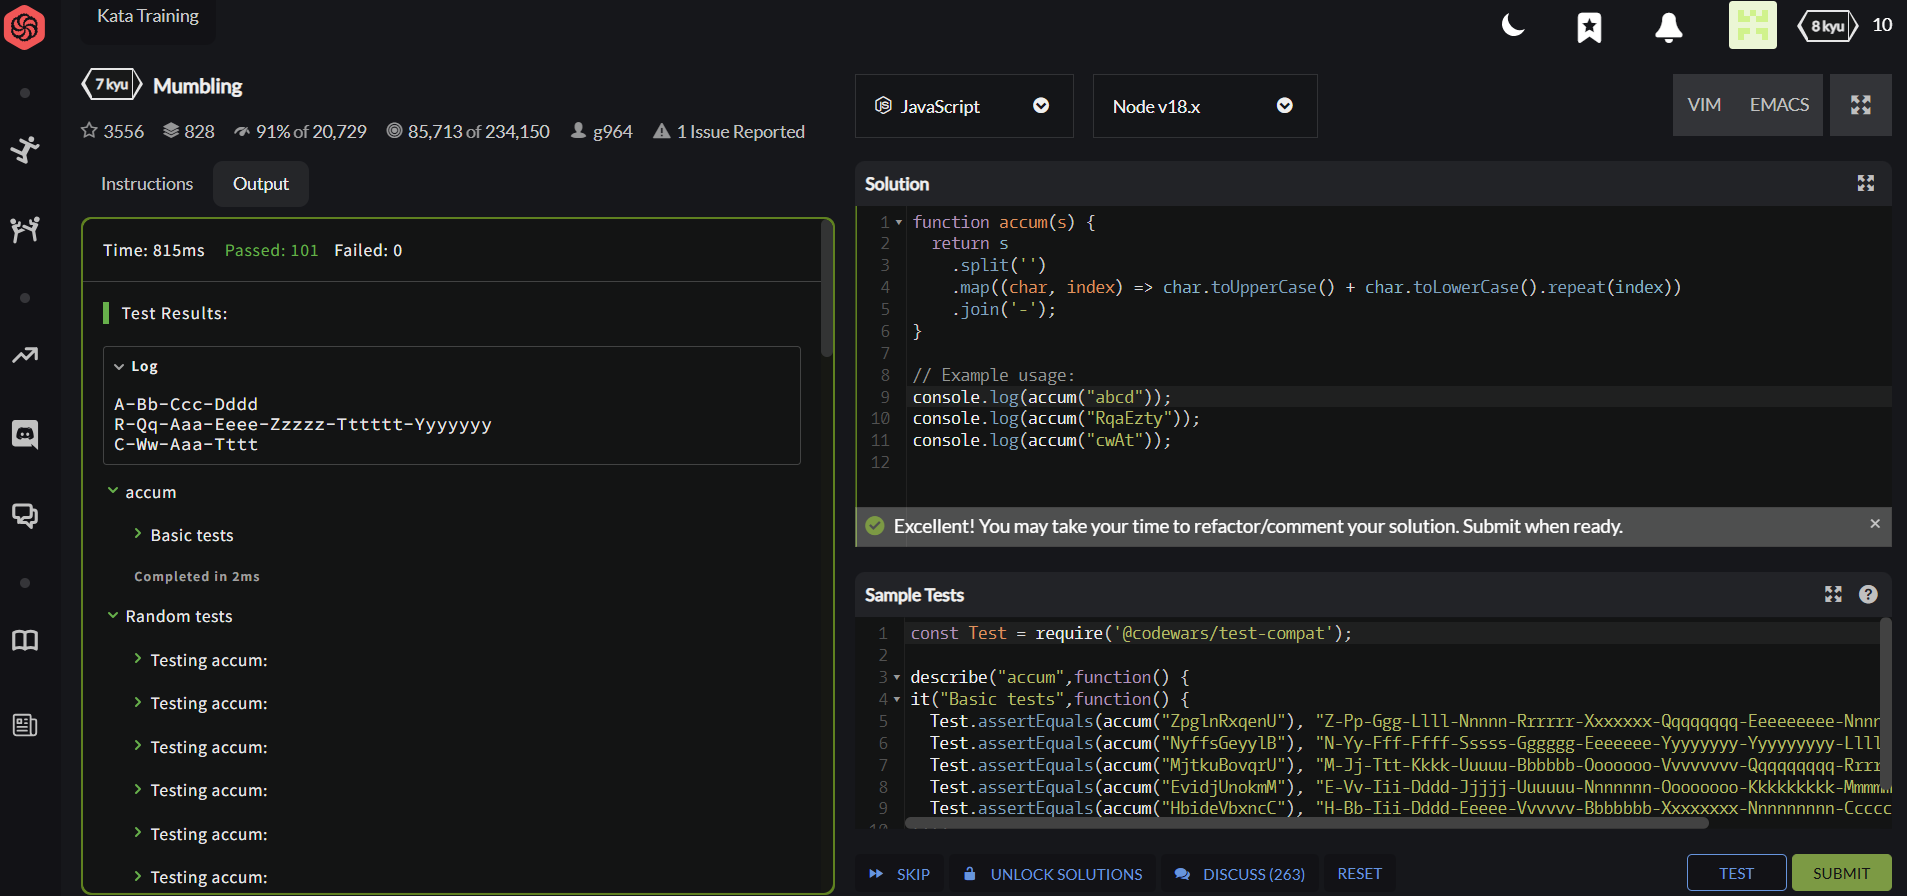 Kata Training
8 kyu
10
7 kyu
Mumbling
3556
828
91% of 20,729
85,713 of 234,150
g964
1 Issue Reported
Instructions
Output
Time: 815ms Passed: 101 Failed: 0
Test Results:
Log
A-Bb-Ccc-Dddd
R-Qq-Aaa-Eeee-Zzzzz-Tttttt-Yyyyyyy
C-Ww-Aaa-Tttt
accum
Basic tests
Completed in 2ms
Random tests
Testing accum:
Testing accum:
Testing accum:
Testing accum:
Testing accum:
Testing accum:
JavaScript
Node v18.x
VIM
EMACS
Solution
1 function accum(s) {
2 return s
3 .split('')
4 .map((char, index) => char.toUpperCase() + char.toLowerCase().repeat(index))
5 .join('-');
6 }
7
8 // Example usage:
9 console.log(accum("abcd"));
10 console.log(accum("RqaEzty"));
11 console.log(accum("cwAt"));
12
Excellent! You may take your time to refactor/comment your solution. Submit when ready.
Sample Tests
1 const Test = require('@codewars/test-compat');
2
3 describe("accum",function() {
4 it("Basic tests",function() {
5 Test.assertEquals(accum("ZpglnRxqenU"), "Z-Pp-Ggg-Llll-Nnnnn-Rrrrrr-Xxxxxxx-Qqqqqqqq-Eeeeeeeee-Nnnn
6 Test.assertEquals(accum("NyffsGeyylB"), "N-Yy-Fff-Ffff-Sssss-Gggggg-Eeeeeee-Yyyyyyyy-Yyyyyyyyy-Llll
7 Test.assertEquals(accum("MjtkuBovqrU"), "M-Jj-Ttt-Kkkk-Uuuuu-Bbbbbb-Ooooooo-Vvvvvvvv-Qqqqqqqqq-Rrrr
8 Test.assertEquals(accum("EvidjUnokmM"), "E-Vv-Iii-Dddd-Jjjjj-Uuuuuu-Nnnnnnn-Oooooooo-Kkkkkkkkk-Mmmmm
9 Test.assertEquals(accum("HbideVbxncC"), "H-Bb-Iii-Dddd-Eeeee-Vvvvvv-Bbbbbbb-Xxxxxxxx-Nnnnnnnnn-Ccccc
SKIP
UNLOCK SOLUTIONS
DISCUSS (263)
RESET
TEST
SUBMIT